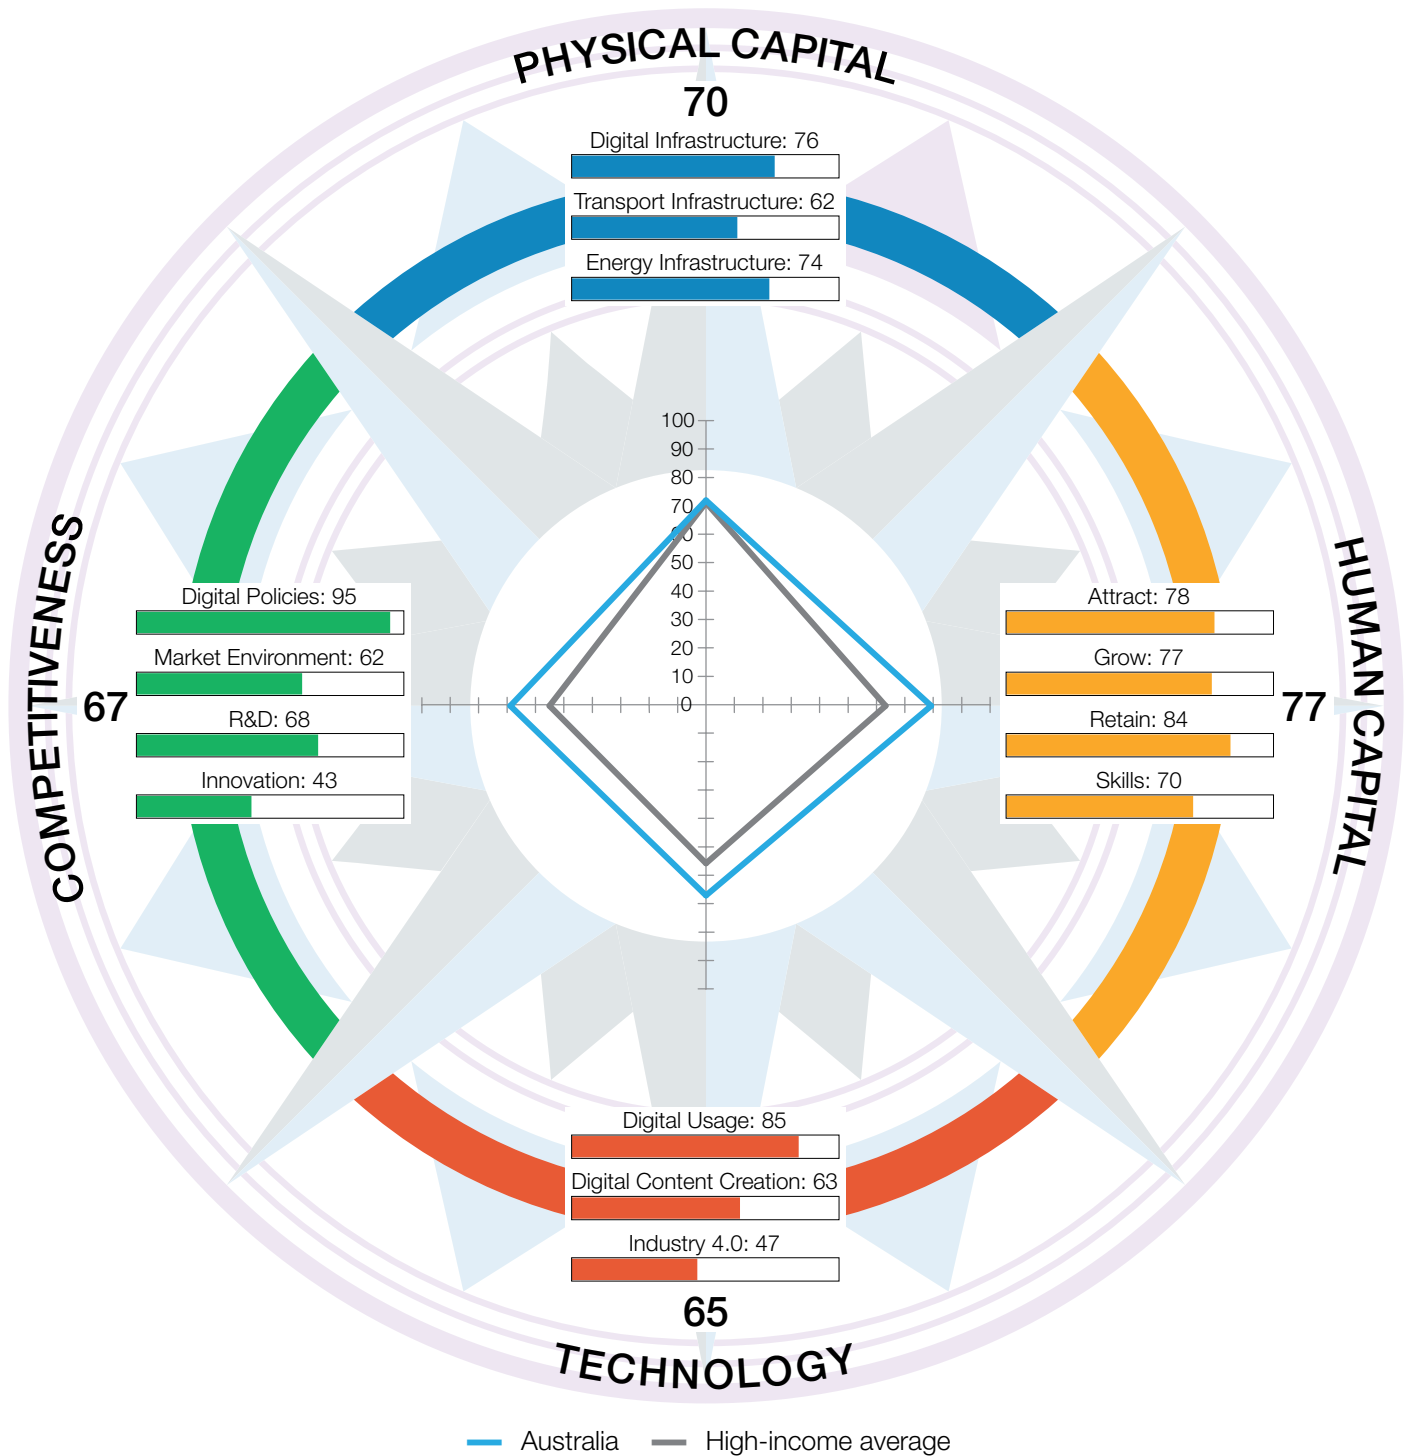 PHYSICAL CAPITAL
70
Digital Infrastructure: 76
Transport Infrastructure: 62
Energy Infrastructure: 74
100
90
80
70
60
50
40
30
20
10
0
COMPETITIVENESS
67
Digital Policies: 95
Market Environment: 62
R&D: 68
Innovation: 43
HUMAN CAPITAL
77
Attract: 78
Grow: 77
Retain: 84
Skills: 70
Digital Usage: 85
Digital Content Creation: 63
Industry 4.0: 47
65
TECHNOLOGY
Australia
High-income average